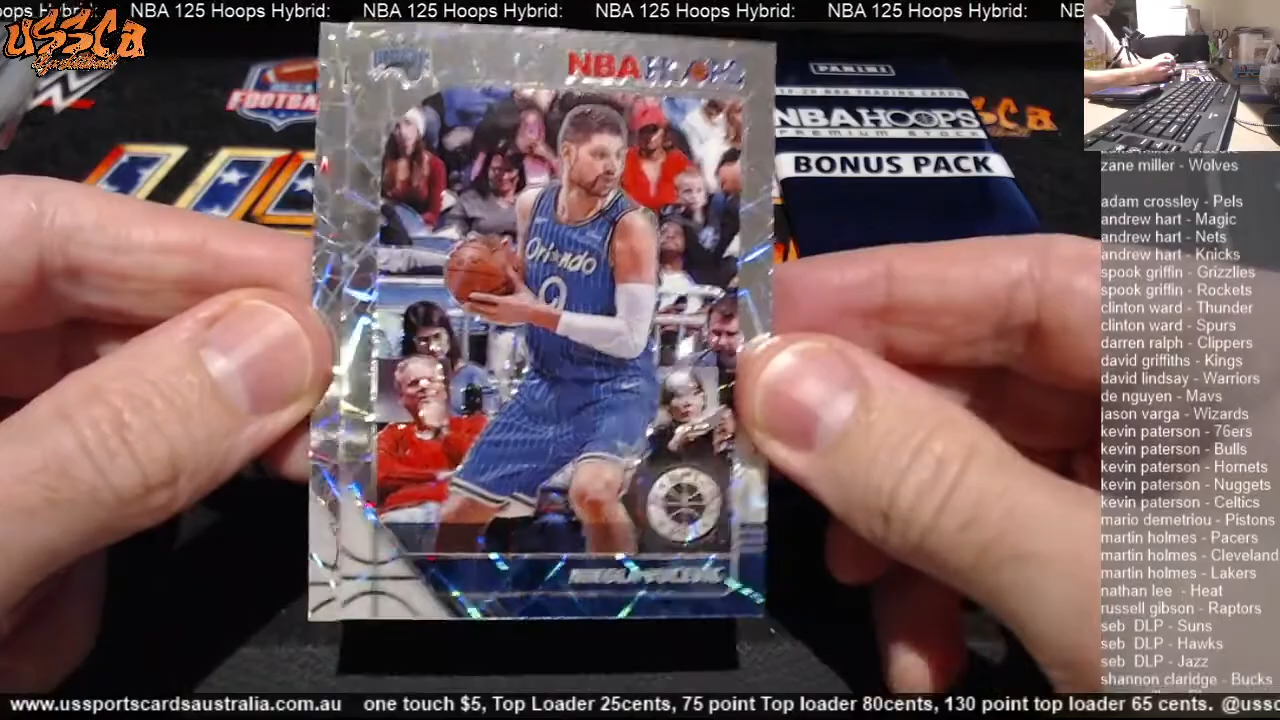 oops Hybrid: NBA 125 Hoops Hybrid: NBA 125 Hoops Hybrid: NBA 125 Hoops Hybrid: NBA 125 Hoops Hybrid: NB
ussca
FOOTBA
NBA HOOPS
Orlando
9
PANINI
NBA TRADING CARDS
NBA HOOPS
PREMIUM STOCK
BONUS PACK
zane miller - Wolves
adam crossley - Pels
andrew hart - Magic
andrew hart - Nets
andrew hart - Knicks
spook griffin - Grizzlies
spook griffin - Rockets
clinton ward - Thunder
clinton ward - Spurs
darren ralph - Clippers
david griffiths - Kings
david lindsay - Warriors
de nguyen - Mavs
jason varga - Wizards
kevin paterson - 76ers
kevin paterson - Bulls
kevin paterson - Hornets
kevin paterson - Nuggets
kevin paterson - Celtics
mario demetriou - Pistons
martin holmes - Pacers
martin holmes - Cleveland
martin holmes - Lakers
nathan lee - Heat
russell gibson - Raptors
seb DLP - Suns
seb DLP - Hawks
seb DLP - Jazz
shannon claridge - Bucks
www.ussportscardsaustralia.com.au one touch $5, Top Loader 25cents, 75 point Top loader 80cents, 130 point top loader 65 cents. @ussc